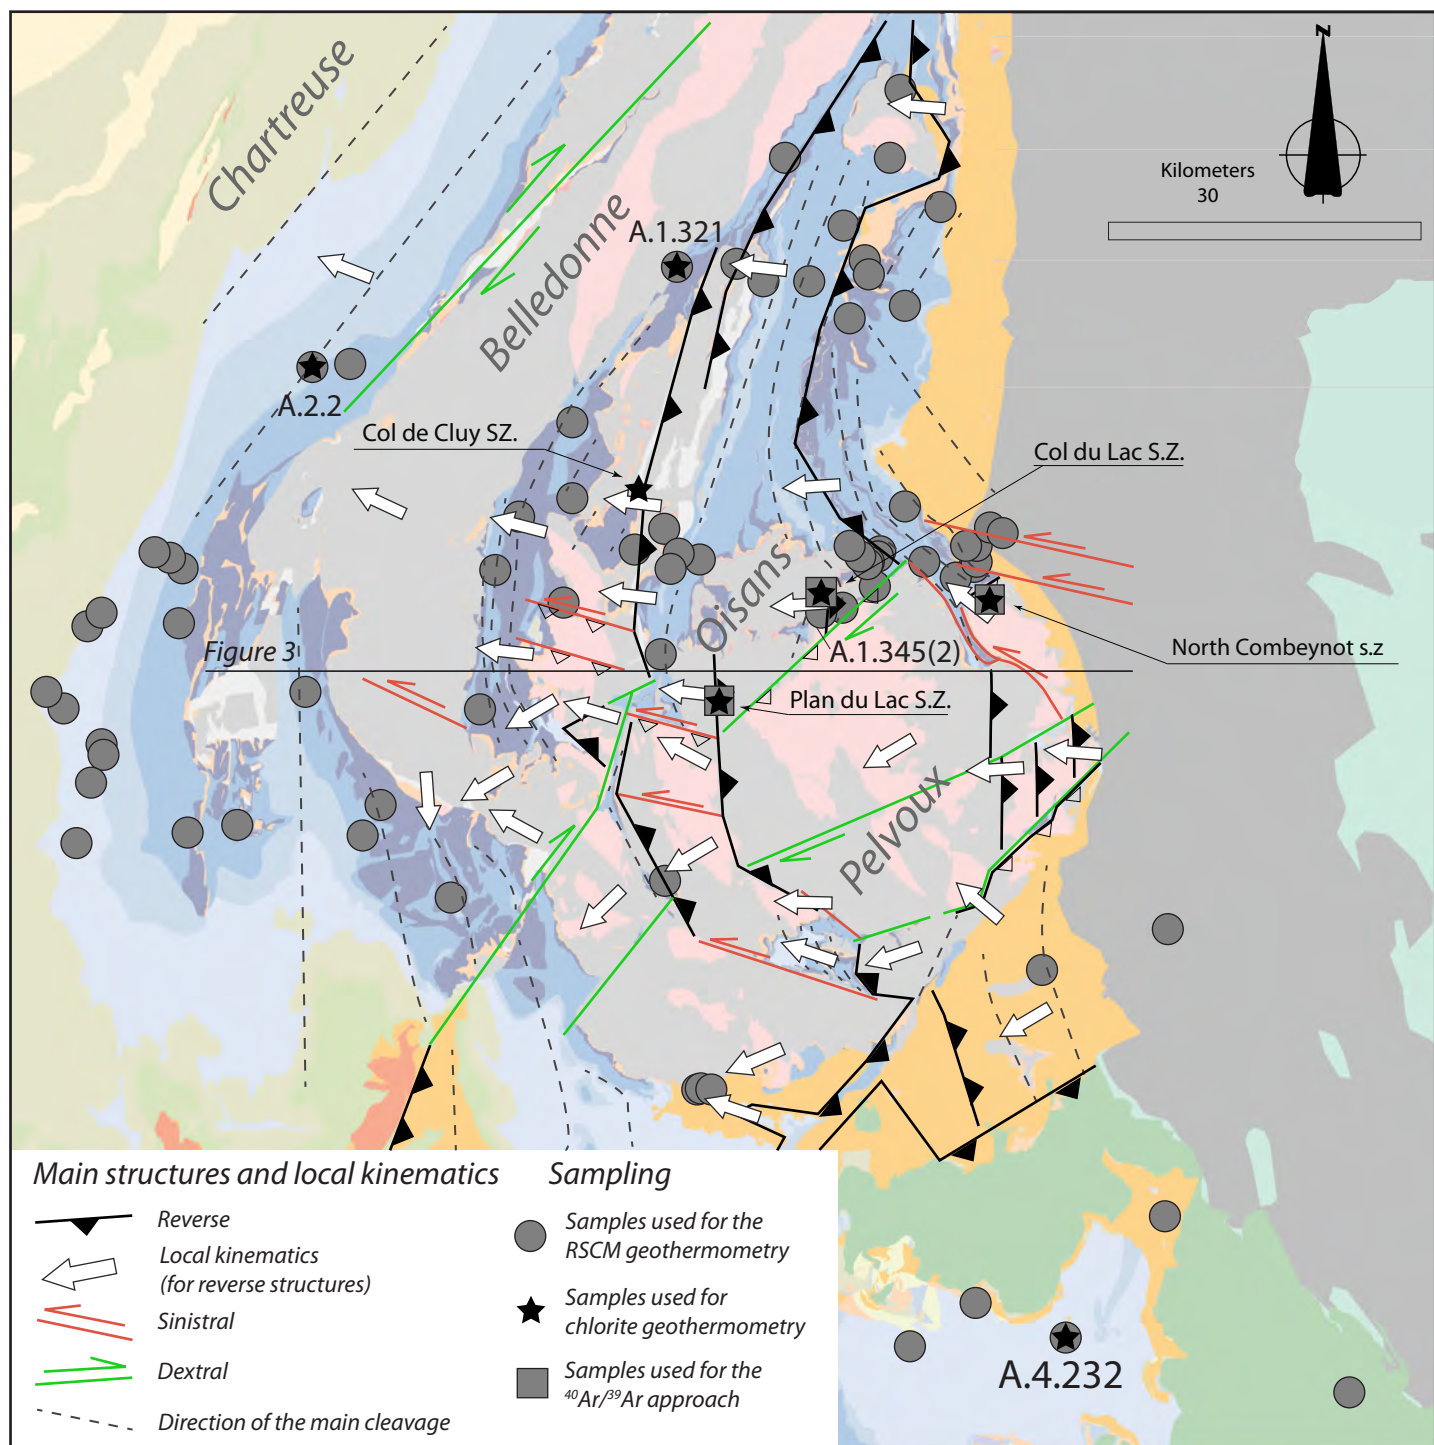 N
Chartreuse
Kilometers
30
A.1.321
Belledonne
A.2.2
Col de Cluy SZ.
Col du Lac S.Z.
Oisans
Figure 3
A.1.345(2)
North Combeynot s.z
Plan du Lac S.Z.
Pelvoux
A.4.232
Main structures and local kinematics
Reverse
Local kinematics
(for reverse structures)
Sinistral
Dextral
Direction of the main cleavage
Sampling
Samples used for the
RSCM geothermometry
Samples used for
chlorite geothermometry
Samples used for the
⁴⁰Ar/³⁹Ar approach